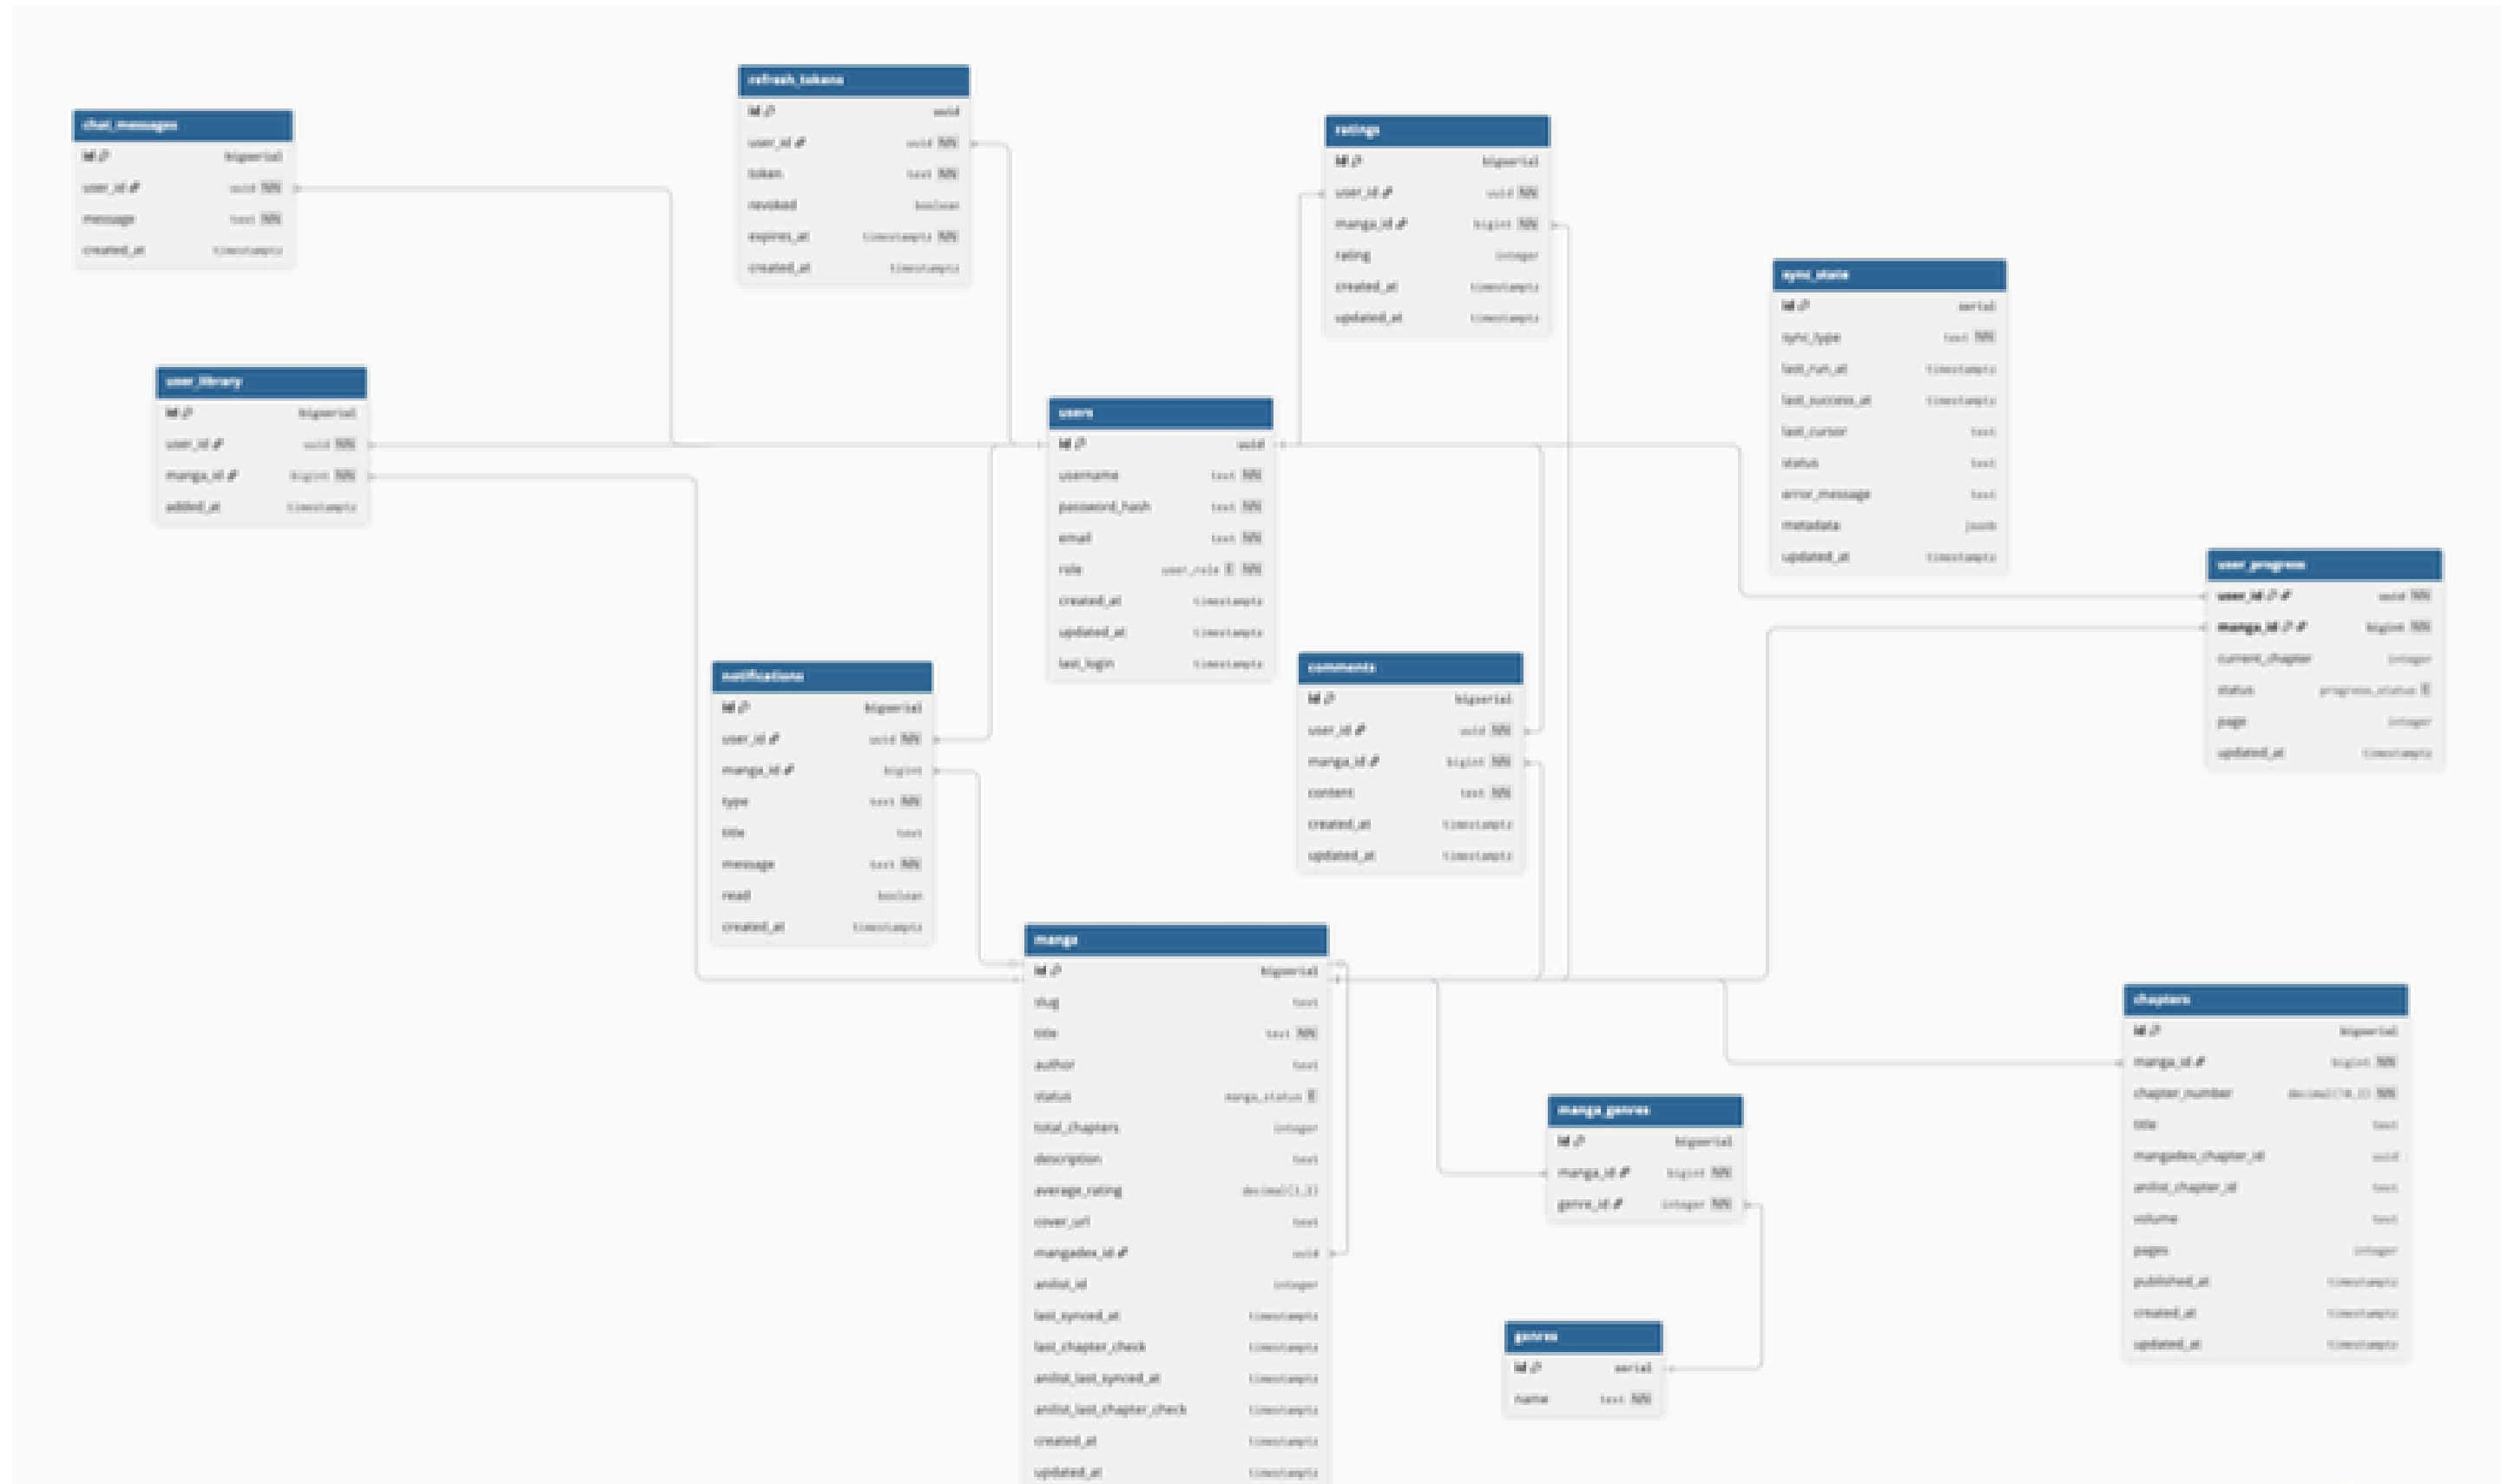 refresh_tokens
id uuid
user_id uuid NN
token text NN
revoked boolean
expires_at timestamptz NN
created_at timestamptz
chat_messages
id bigserial
user_id uuid NN
message text NN
created_at timestamptz
ratings
id bigserial
user_id uuid NN
manga_id bigint NN
rating integer
created_at timestamptz
updated_at timestamptz
sync_state
id serial
sync_type text NN
last_run_at timestamptz
last_success_at timestamptz
last_cursor text
status text
error_message text
metadata jsonb
updated_at timestamptz
user_library
id bigserial
user_id uuid NN
manga_id bigint NN
added_at timestamptz
users
id uuid
username text NN
password_hash text NN
email text NN
role user_role E NN
created_at timestamptz
updated_at timestamptz
last_login timestamptz
user_progress
user_id uuid NN
manga_id bigint NN
current_chapter integer
status progress_status E
page integer
updated_at timestamptz
notifications
id bigserial
user_id uuid NN
manga_id bigint
type text NN
title text
message text NN
read boolean
created_at timestamptz
comments
id bigserial
user_id uuid NN
manga_id bigint NN
content text NN
created_at timestamptz
updated_at timestamptz
manga
id bigserial
slug text
title text NN
author text
status manga_status E
total_chapters integer
description text
average_rating
cover_url text
mangadex_id uuid
anilist_id integer
last_synced_at timestamptz
last_chapter_check timestamptz
anilist_last_synced_at timestamptz
anilist_last_chapter_check timestamptz
created_at timestamptz
updated_at timestamptz
chapters
id bigserial
manga_id bigint NN
chapter_number NN
title text
mangadex_chapter_id uuid
anilist_chapter_id text
volume text
pages integer
published_at timestamptz
created_at timestamptz
updated_at timestamptz
manga_genres
id bigserial
manga_id bigint NN
genre_id integer NN
genres
id serial
name text NN